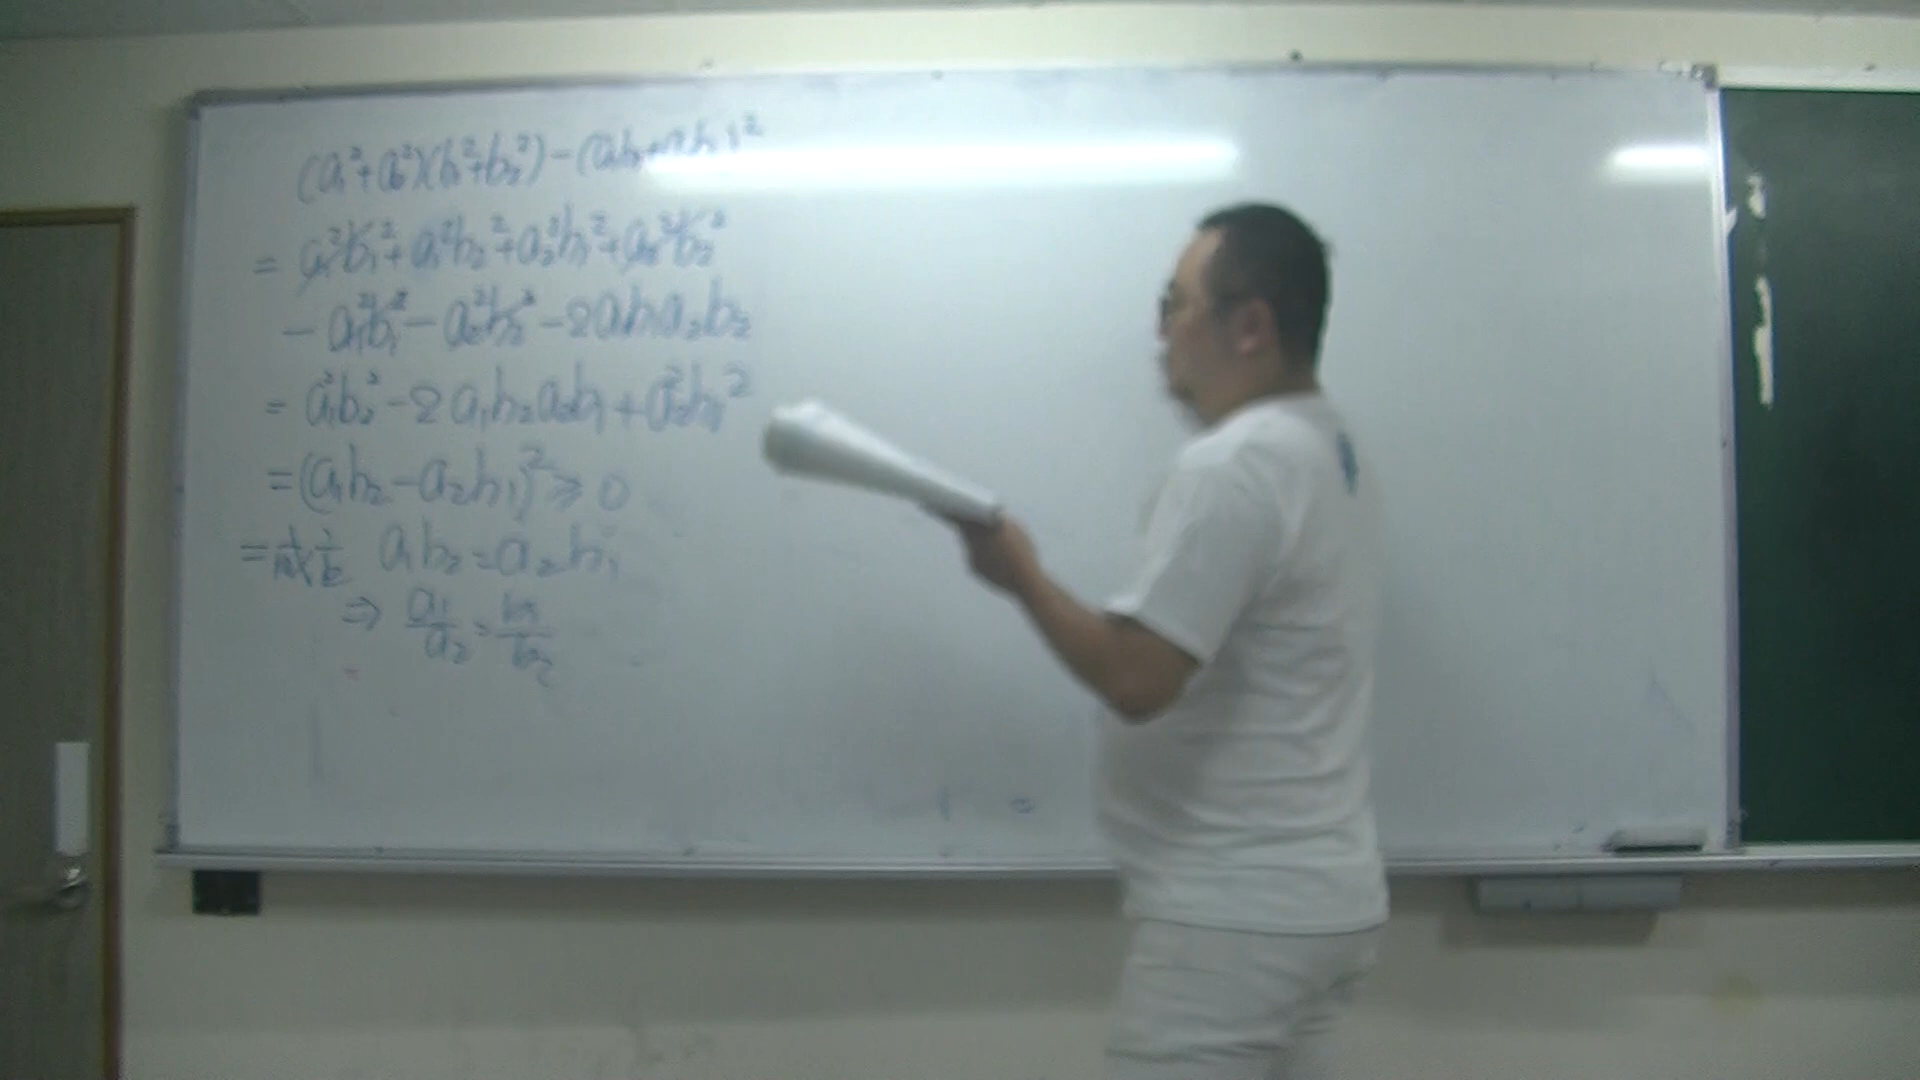 (a₁²+a₂²)(b₁²+b₂²)-(a₁b₁+a₂b₂)²
= a₁²b₁²+a₁²b₂²+a₂²b₁²+a₂²b₂²
-a₁²b₁²-a₂²b₂²-2a₁b₁a₂b₂
= a₁²b₂²-2a₁b₂a₂b₁+a₂²b₁²
=(a₁b₂-a₂b₁)²≥0
=成立 a₁b₂=a₂b₁
⇒ a₁/a₂=b₁/b₂